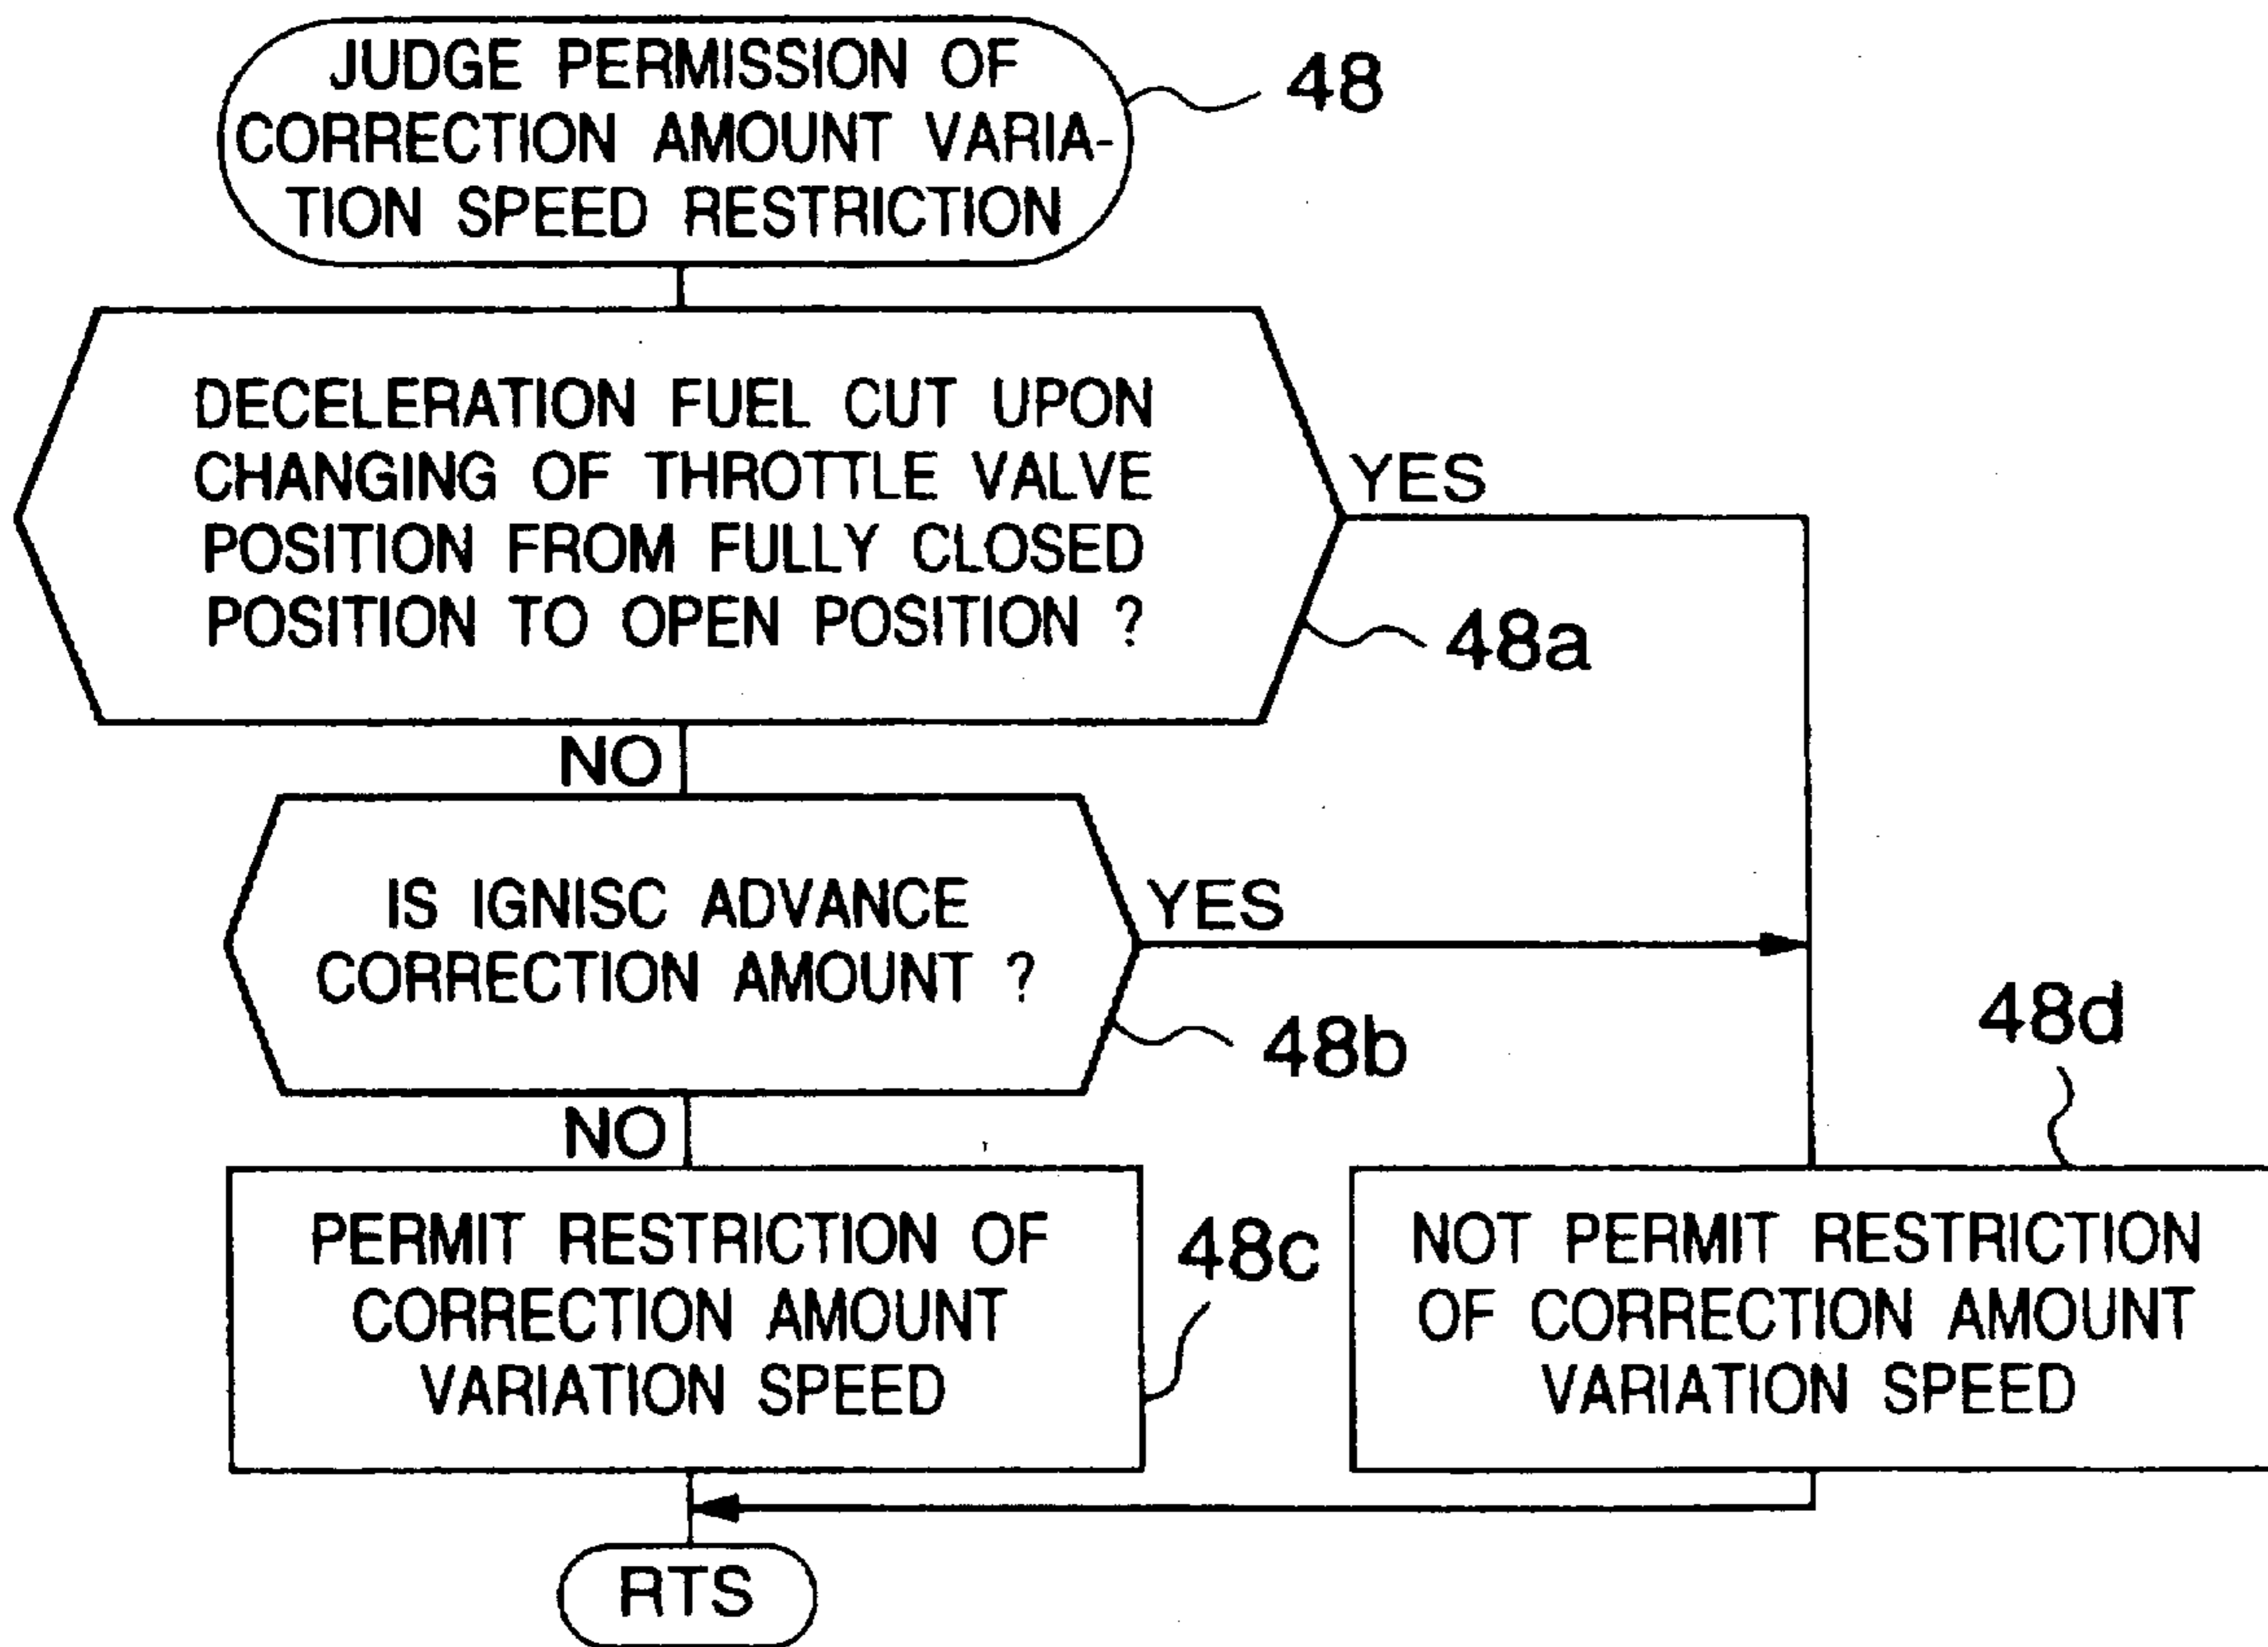 JUDGE PERMISSION OF
CORRECTION AMOUNT VARIA-
TION SPEED RESTRICTION
48
DECELERATION FUEL CUT UPON
CHANGING OF THROTTLE VALVE
POSITION FROM FULLY CLOSED
POSITION TO OPEN POSITION ?
YES
48a
NO
IS IGNISC ADVANCE
CORRECTION AMOUNT ?
YES
48b
NO
PERMIT RESTRICTION OF
CORRECTION AMOUNT
VARIATION SPEED
48c
48d
NOT PERMIT RESTRICTION
OF CORRECTION AMOUNT
VARIATION SPEED
RTS